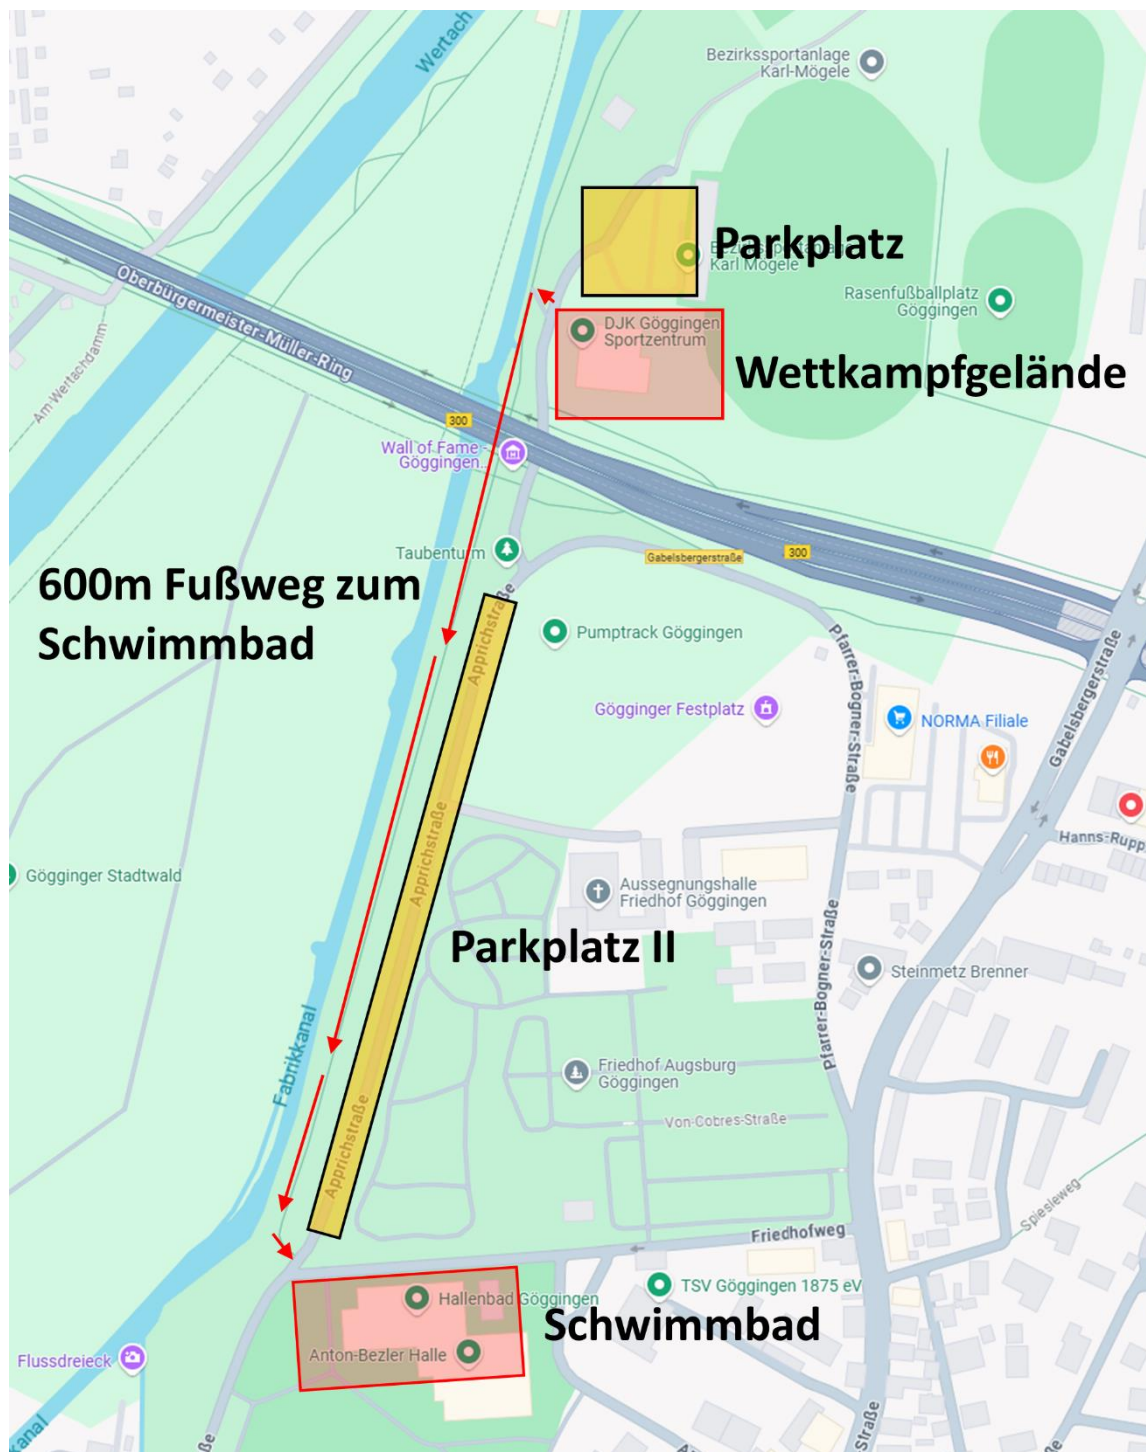 Wertach
Bezirkssportanlage
Karl-Mögele
Parkplatz
Bezirkssportanlage
Karl Mögele
Oberbürgermeister-Müller-Ring
Rasenfußballplatz
Göggingen
DJK Göggingen
Sportzentrum
Wettkampfgelände
Am Wertachdamm
300
Wall of Fame -
Göggingen...
Taubenturm
Gabelsbergerstraße
300
600m Fußweg zum
Schwimmbad
Apprichstraße
Pumptrack Göggingen
Pfarrer-Bogner-Straße
Gögginger Festplatz
NORMA Filiale
Gabelsbergerstraße
Hanns-Rupp
Apprichstraße
Gögginger Stadtwald
Aussegnungshalle
Friedhof Göggingen
Parkplatz II
Steinmetz Brenner
Pfarrer-Bogner-Straße
Fabrikkanal
Friedhof Augsburg
Göggingen
Von-Cobres-Straße
Apprichstraße
Spiesleweg
Friedhofweg
TSV Göggingen 1875 eV
Hallenbad Göggingen
Schwimmbad
Anton-Bezler Halle
Flussdreieck
kanal
Straße
ße